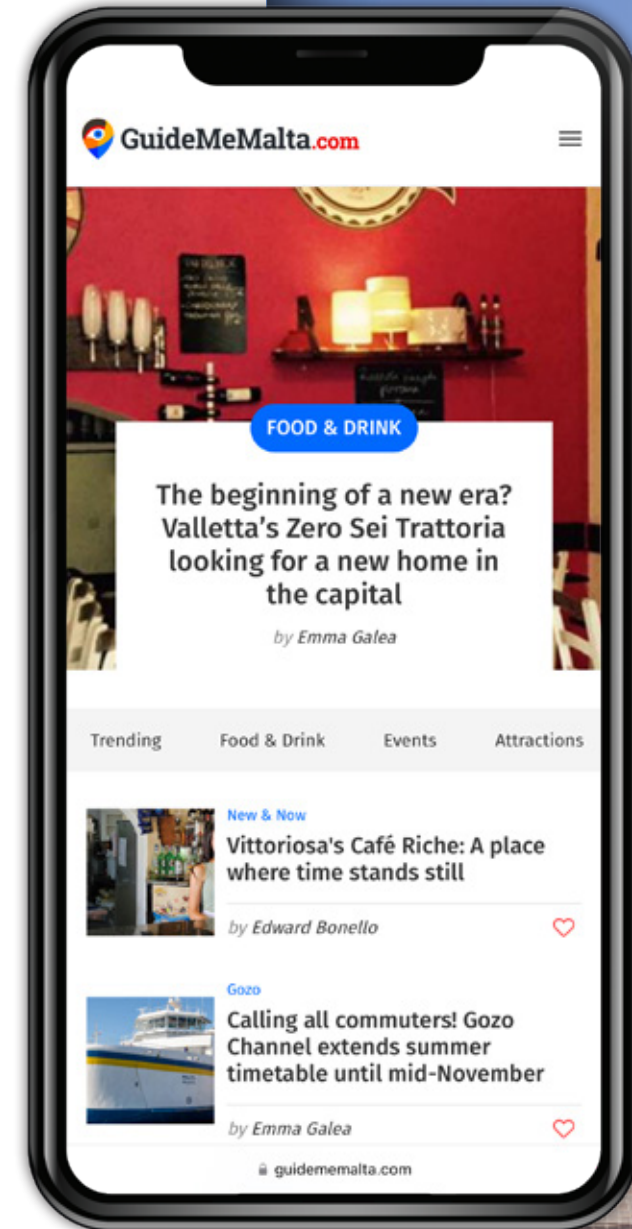 GuideMeMalta.com
FOOD & DRINK
The beginning of a new era?
Valletta's Zero Sei Trattoria
looking for a new home in
the capital
by Emma Galea
Trending Food & Drink Events Attractions
New & Now
Vittoriosa's Café Riche: A place
where time stands still
by Edward Bonello
Gozo
Calling all commuters! Gozo
Channel extends summer
timetable until mid-November
by Emma Galea
guidememalta.com